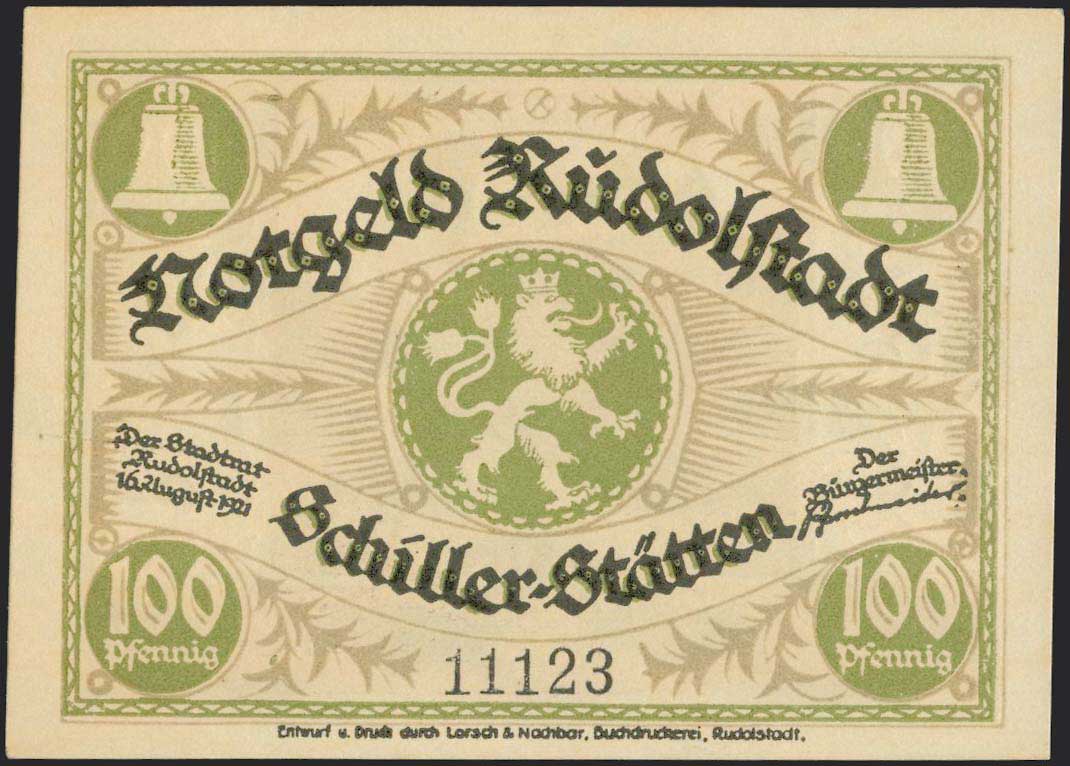 Notgeld Rudolstadt
Der Stadtrat
Rudolstadt
16. August 1921
Der
Bürgermeister.
Schiller-Stätten
100
Pfennig
11123
100
Pfennig
Entwurf u. Druck durch Lorsch & Nachbar, Buchdruckerei, Rudolstadt.